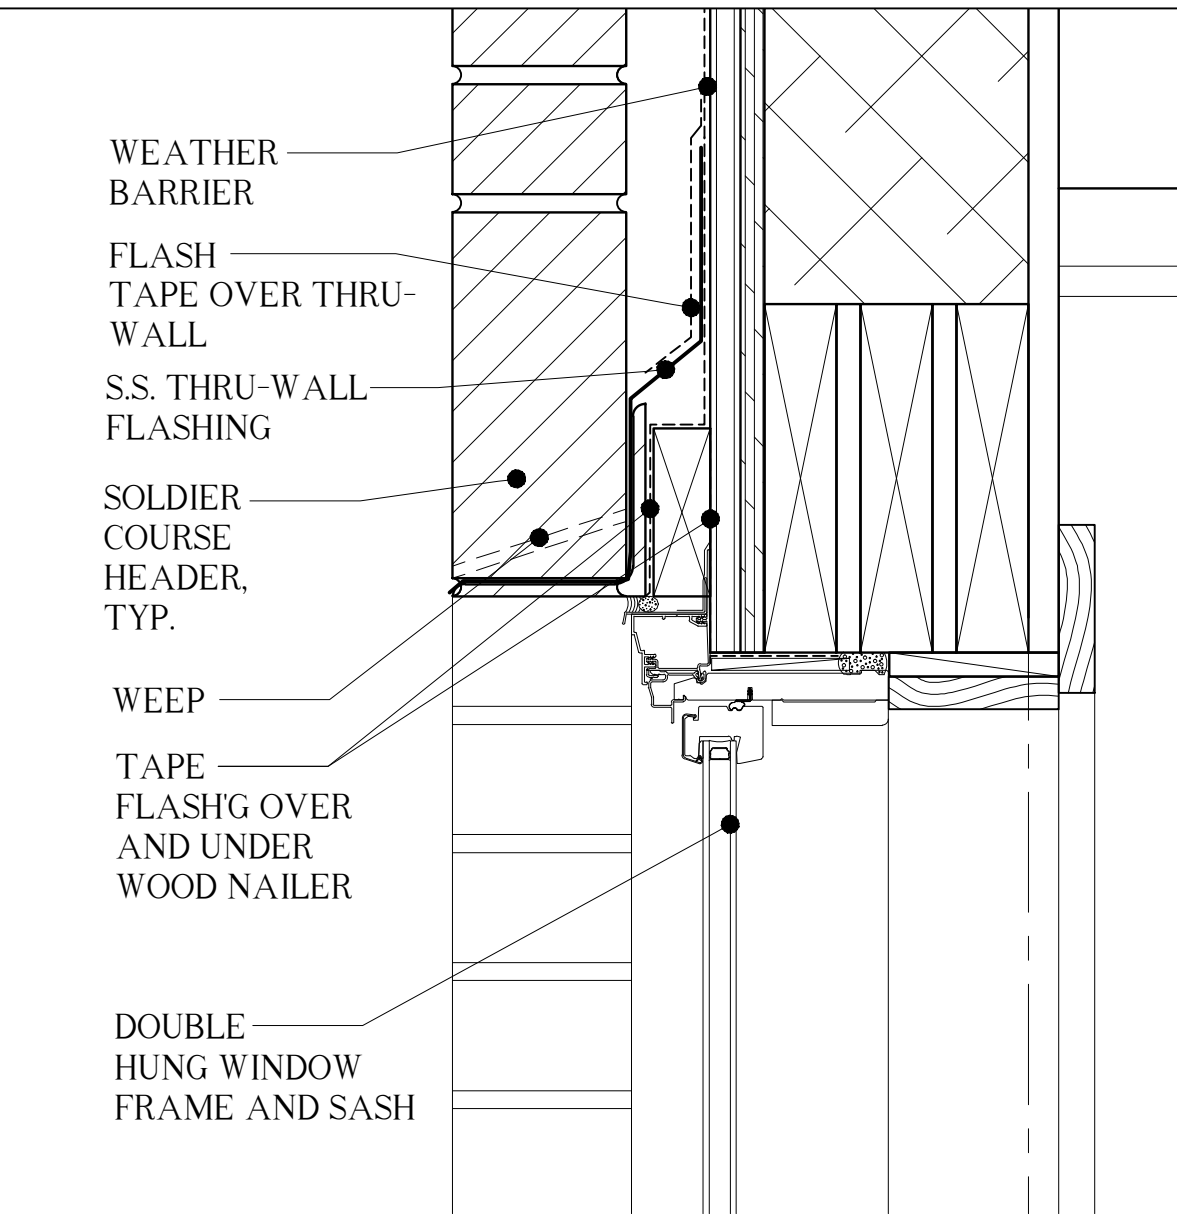 WEATHER
BARRIER
FLASH
TAPE OVER THRU-
WALL
S.S. THRU-WALL
FLASHING
SOLDIER
COURSE
HEADER,
TYP.
WEEP
TAPE
FLASH'G OVER
AND UNDER
WOOD NAILER
DOUBLE
HUNG WINDOW
FRAME AND SASH